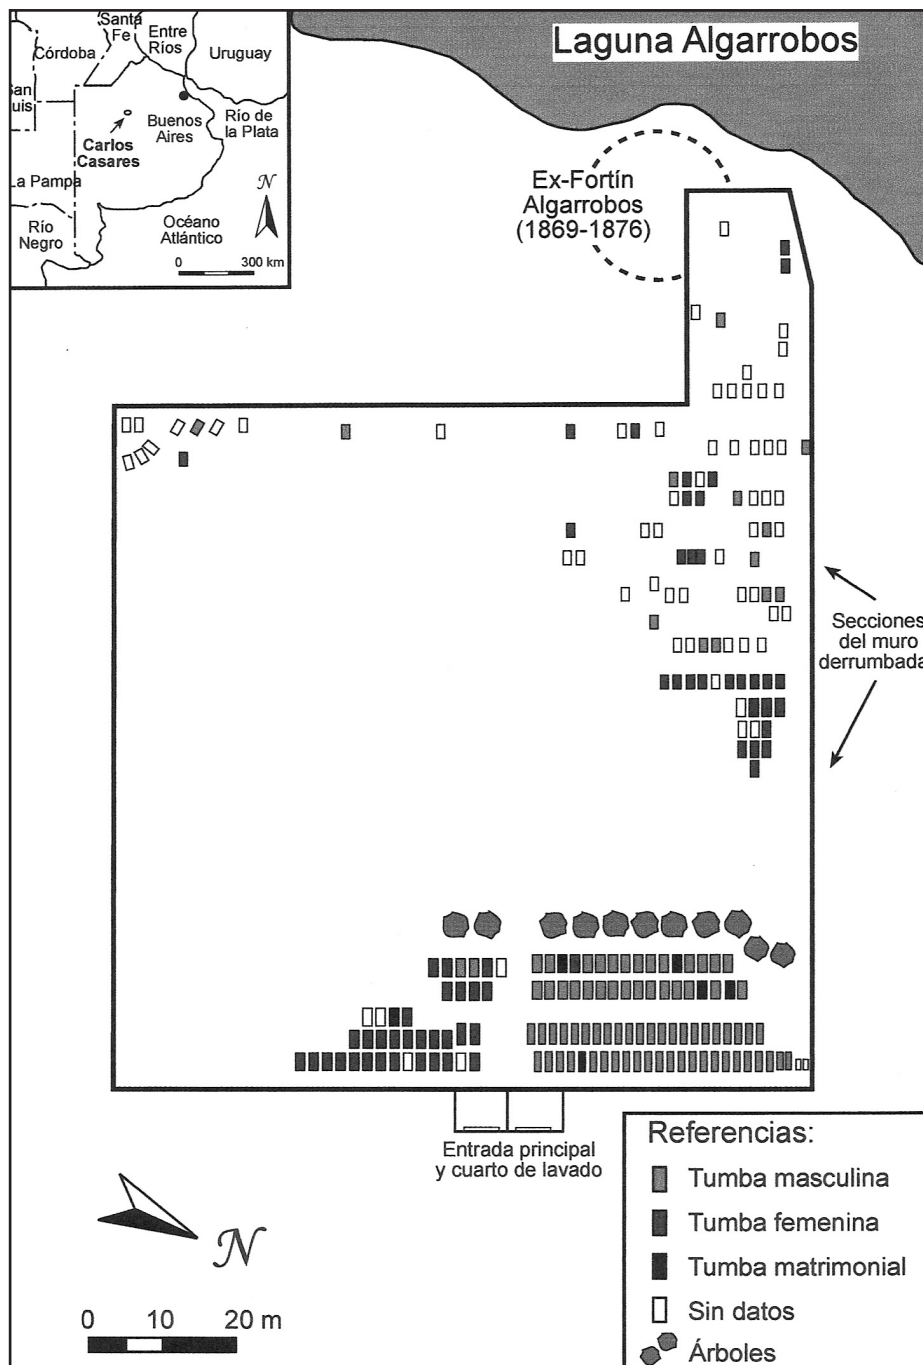 Laguna Algarrobos
Santa
Fe
Entre
Ríos
Córdoba
Uruguay
San
Luis
Buenos
Aires
Río de
la Plata
Carlos
Casares
La Pampa
Río
Negro
Océano
Atlántico
N
0 300 km
Ex-Fortín
Algarrobos
(1869-1876)
Secciones
del muro
derrumbada
Entrada principal
y cuarto de lavado
N
0 10 20 m
Referencias:
Tumba masculina
Tumba femenina
Tumba matrimonial
Sin datos
Árboles